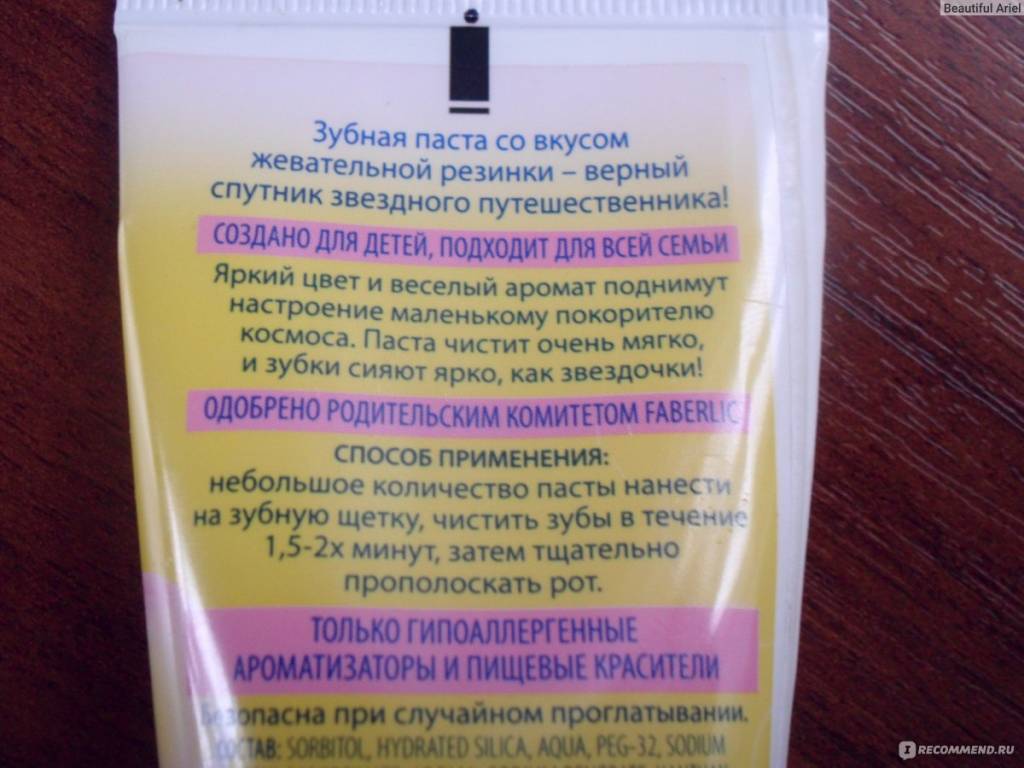 Beautiful Ariel
Зубная паста со вкусом
жевательной резинки – верный
спутник звездного путешественника!
СОЗДАНО ДЛЯ ДЕТЕЙ, ПОДХОДИТ ДЛЯ ВСЕЙ СЕМЬИ
Яркий цвет и веселый аромат поднимут
настроение маленькому покорителю
космоса. Паста чистит очень мягко,
и зубки сияют ярко, как звездочки!
ОДОБРЕНО РОДИТЕЛЬСКИМ КОМИТЕТОМ FABERLIC
СПОСОБ ПРИМЕНЕНИЯ:
небольшое количество пасты нанести
на зубную щетку, чистить зубы в течение
1,5-2х минут, затем тщательно
прополоскать рот.
ТОЛЬКО ГИПОАЛЛЕРГЕННЫЕ
АРОМАТИЗАТОРЫ И ПИЩЕВЫЕ КРАСИТЕЛИ
Безопасна при случайном проглатывании.
СОСТАВ: SORBITOL, HYDRATED SILICA, AQUA, PEG-32, SODIUM
IRECOMMEND.RU